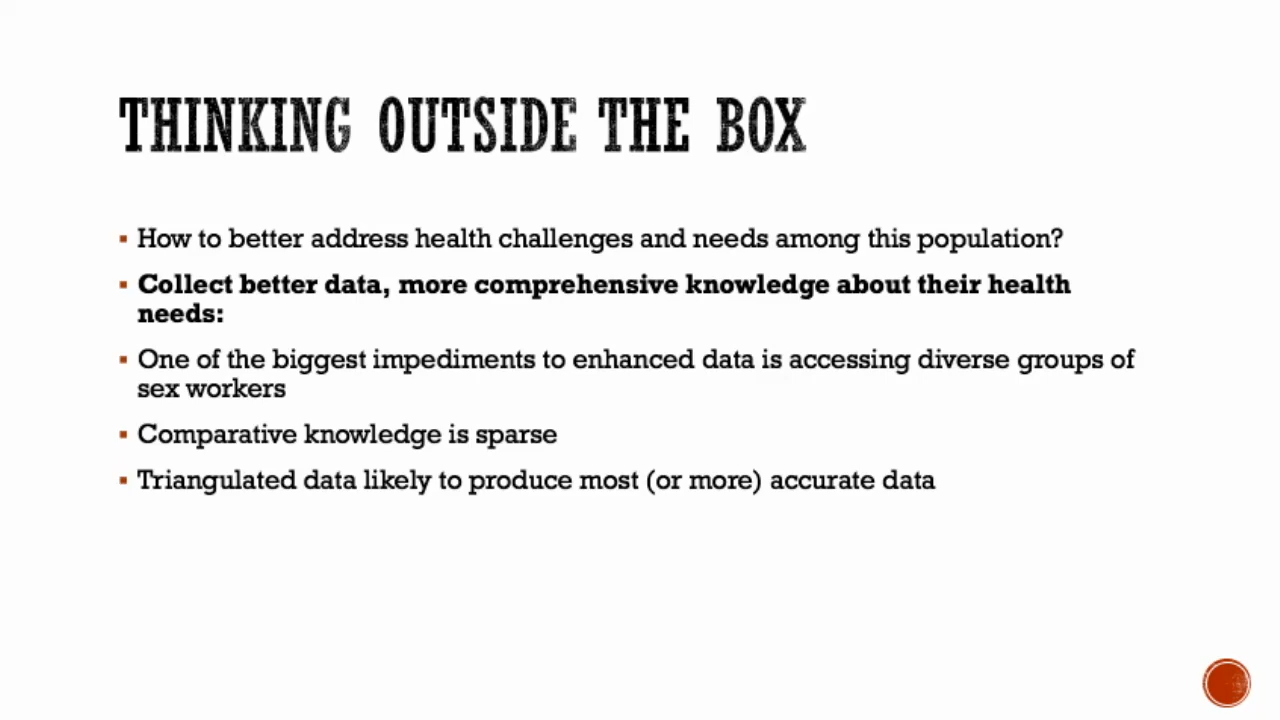 THINKING OUTSIDE THE BOX
▪ How to better address health challenges and needs among this population?
▪ Collect better data, more comprehensive knowledge about their health
needs:
▪ One of the biggest impediments to enhanced data is accessing diverse groups of
sex workers
▪ Comparative knowledge is sparse
▪ Triangulated data likely to produce most (or more) accurate data